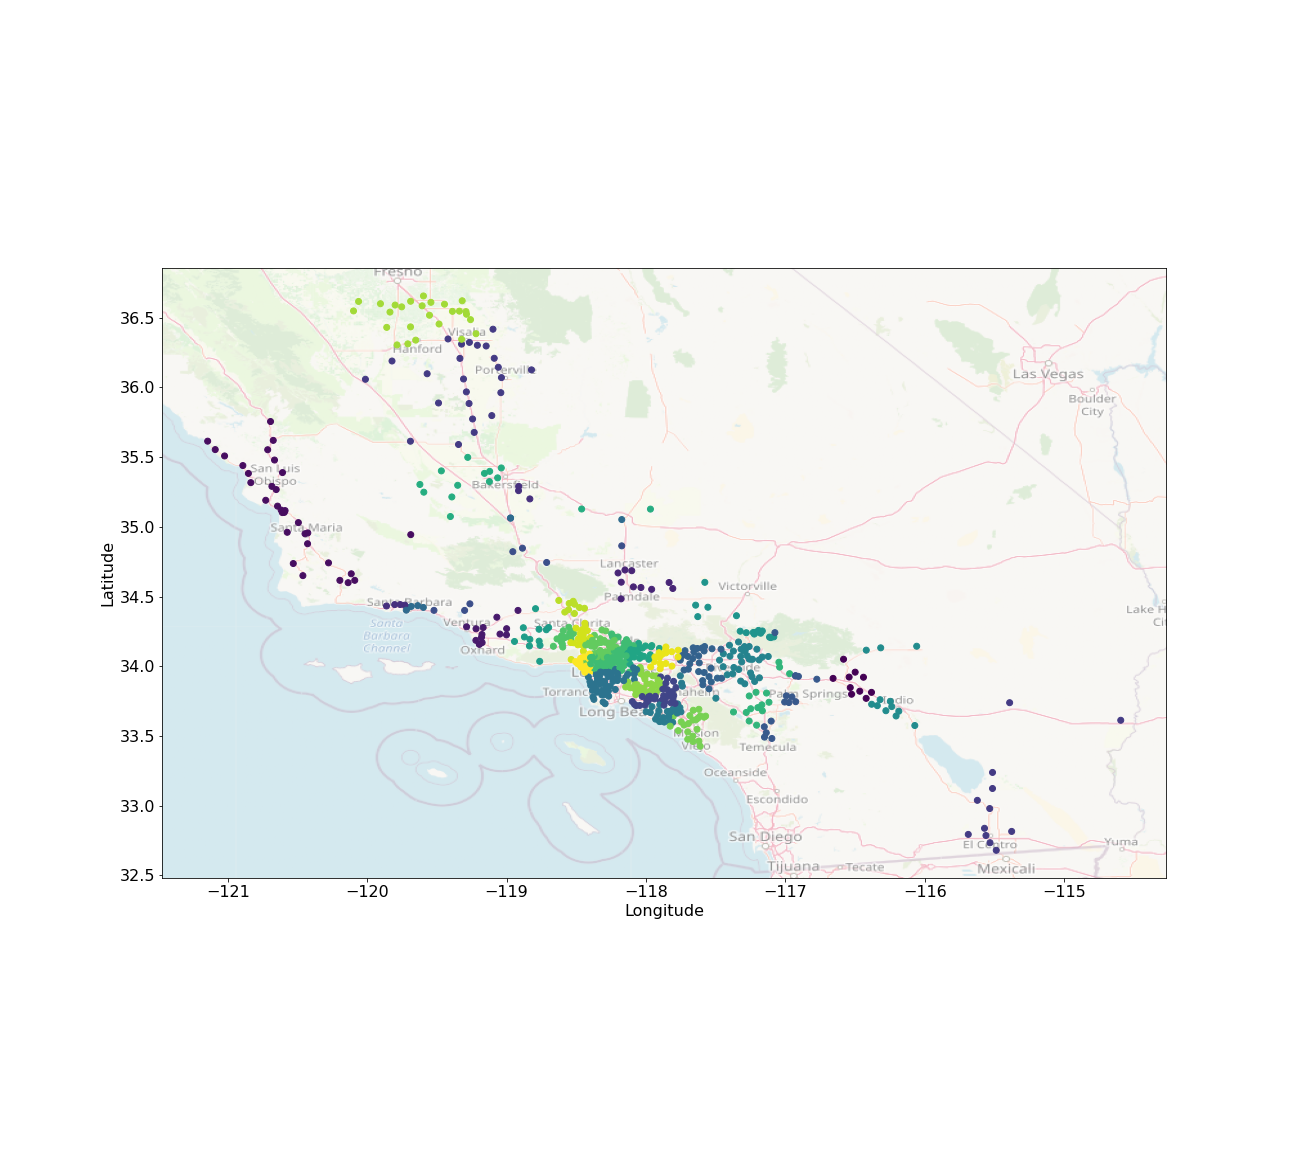 Fresno
Visalia
Hanford
Porterville
Las Vegas
Boulder
City
San Luis
Obispo
Bakersfield
Santa Maria
Lancaster
Palmdale
Victorville
Santa Barbara
Ventura
Santa Clarita
Lake H
Cit
Santa
Barbara
Channel
Oxnard
Torranc
Palm Springs
Long Bea
Mission
Viejo
Temecula
Oceanside
Escondido
San Diego
El Centro
Yuma
Tijuana
Tecate
Mexicali
36.5
36.0
35.5
35.0
34.5
34.0
33.5
33.0
32.5
Latitude
−121
−120
−119
−118
−117
−116
−115
Longitude